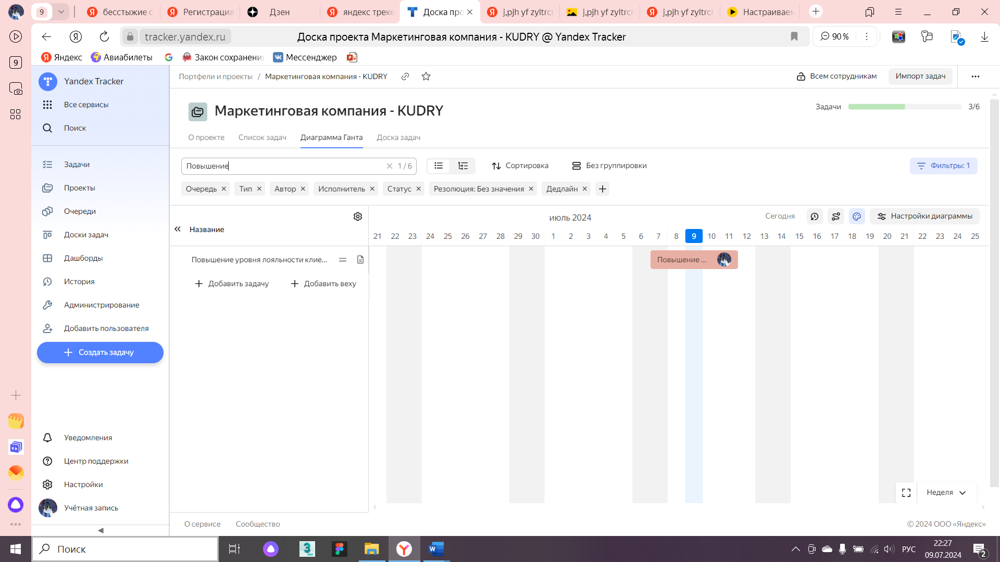 9
бесстыжие с
Регистрация
Дзен
яндекс треке
Доска про
j,pjh yf zyltrcr
j,pjh yf zyltrcr
j,pjh yf zyltrcr
Настраиваем
tracker.yandex.ru
Доска проекта Маркетинговая компания - KUDRY @ Yandex Tracker
90 %
9
Яндекс
Авиабилеты
Закон сохранени
Мессенджер
Yandex Tracker
Все сервисы
Поиск
Задачи
Проекты
Очереди
Доски задач
Дашборды
История
Администрирование
Добавить пользователя
Создать задачу
Уведомления
Центр поддержки
Настройки
Учётная запись
Портфели и проекты / Маркетинговая компания - KUDRY
Всем сотрудникам
Импорт задач
Маркетинговая компания - KUDRY
Задачи 3/6
О проекте
Список задач
Диаграмма Ганта
Доска задач
Повышение
1 / 6
Сортировка
Без группировки
Фильтры: 1
Очередь
Тип
Автор
Исполнитель
Статус
Резолюция: Без значения
Дедлайн
Название
июль 2024
Сегодня
Настройки диаграммы
21 22 23 24 25 26 27 28 29 30 1 2 3 4 5 6 7 8 9 10 11 12 13 14 15 16 17 18 19 20 21 22 23 24 25
Повышение уровня лояльности клие...
Повышение ...
Добавить задачу
Добавить веху
Неделя
О сервисе
Сообщество
© 2024 ООО «Яндекс»
Поиск
РУС
22:27
09.07.2024
2